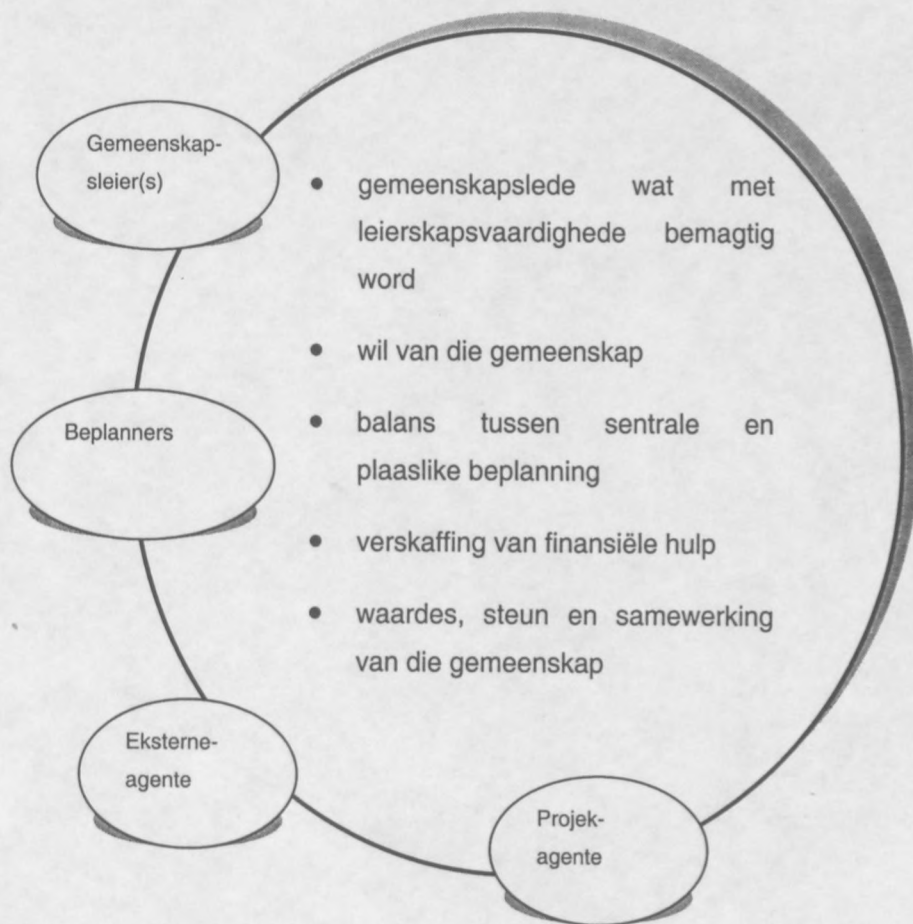 Gemeenskap-
sleier(s)
• gemeenskapslede wat met
leierskapsvaardighede bemagtig
word
• wil van die gemeenskap
Beplanners
• balans tussen sentrale en
plaaslike beplanning
• verskaffing van finansiële hulp
• waardes, steun en samewerking
van die gemeenskap
Eksterne-
agente
Projek-
agente